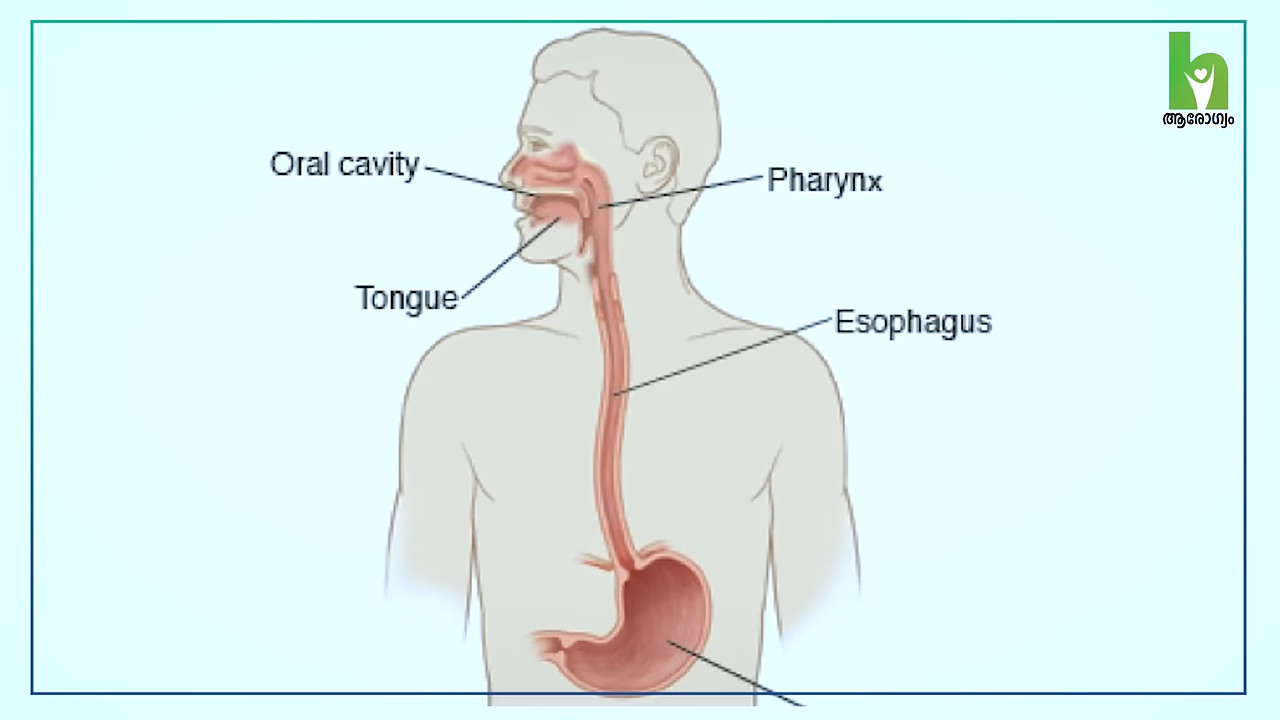 ആരോഗ്യം
Oral cavity
Pharynx
Tongue
Esophagus